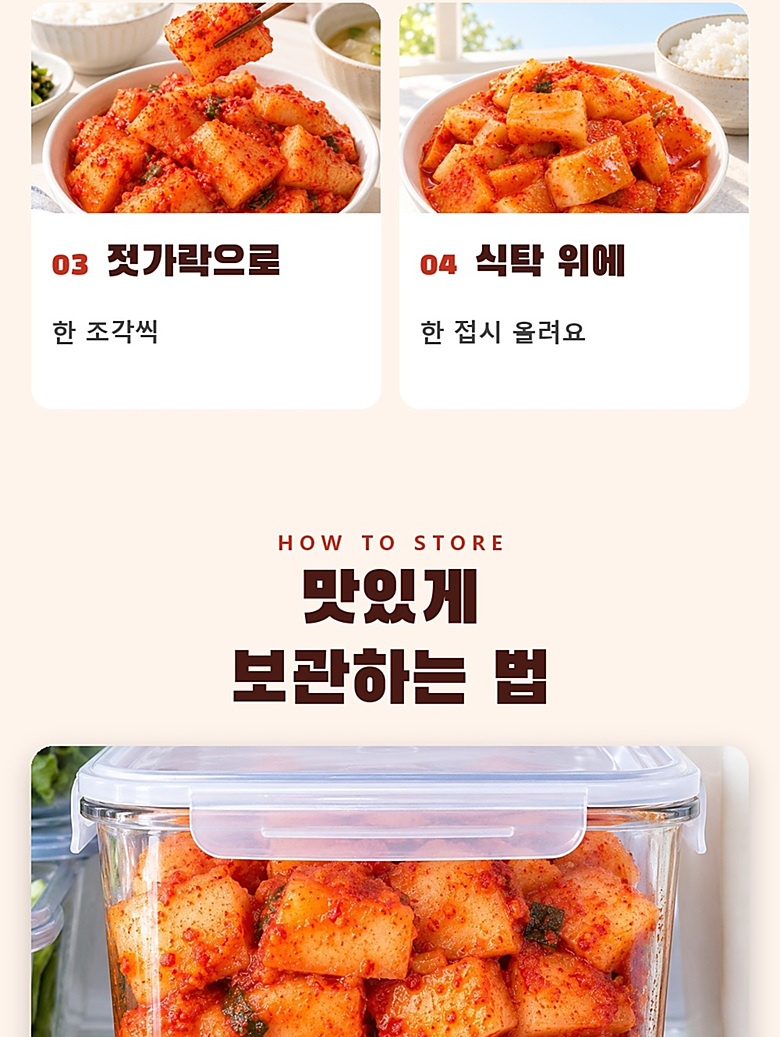 03 젓가락으로
한 조각씩
04 식탁 위에
한 접시 올려요
HOW TO STORE
맛있게
보관하는 법